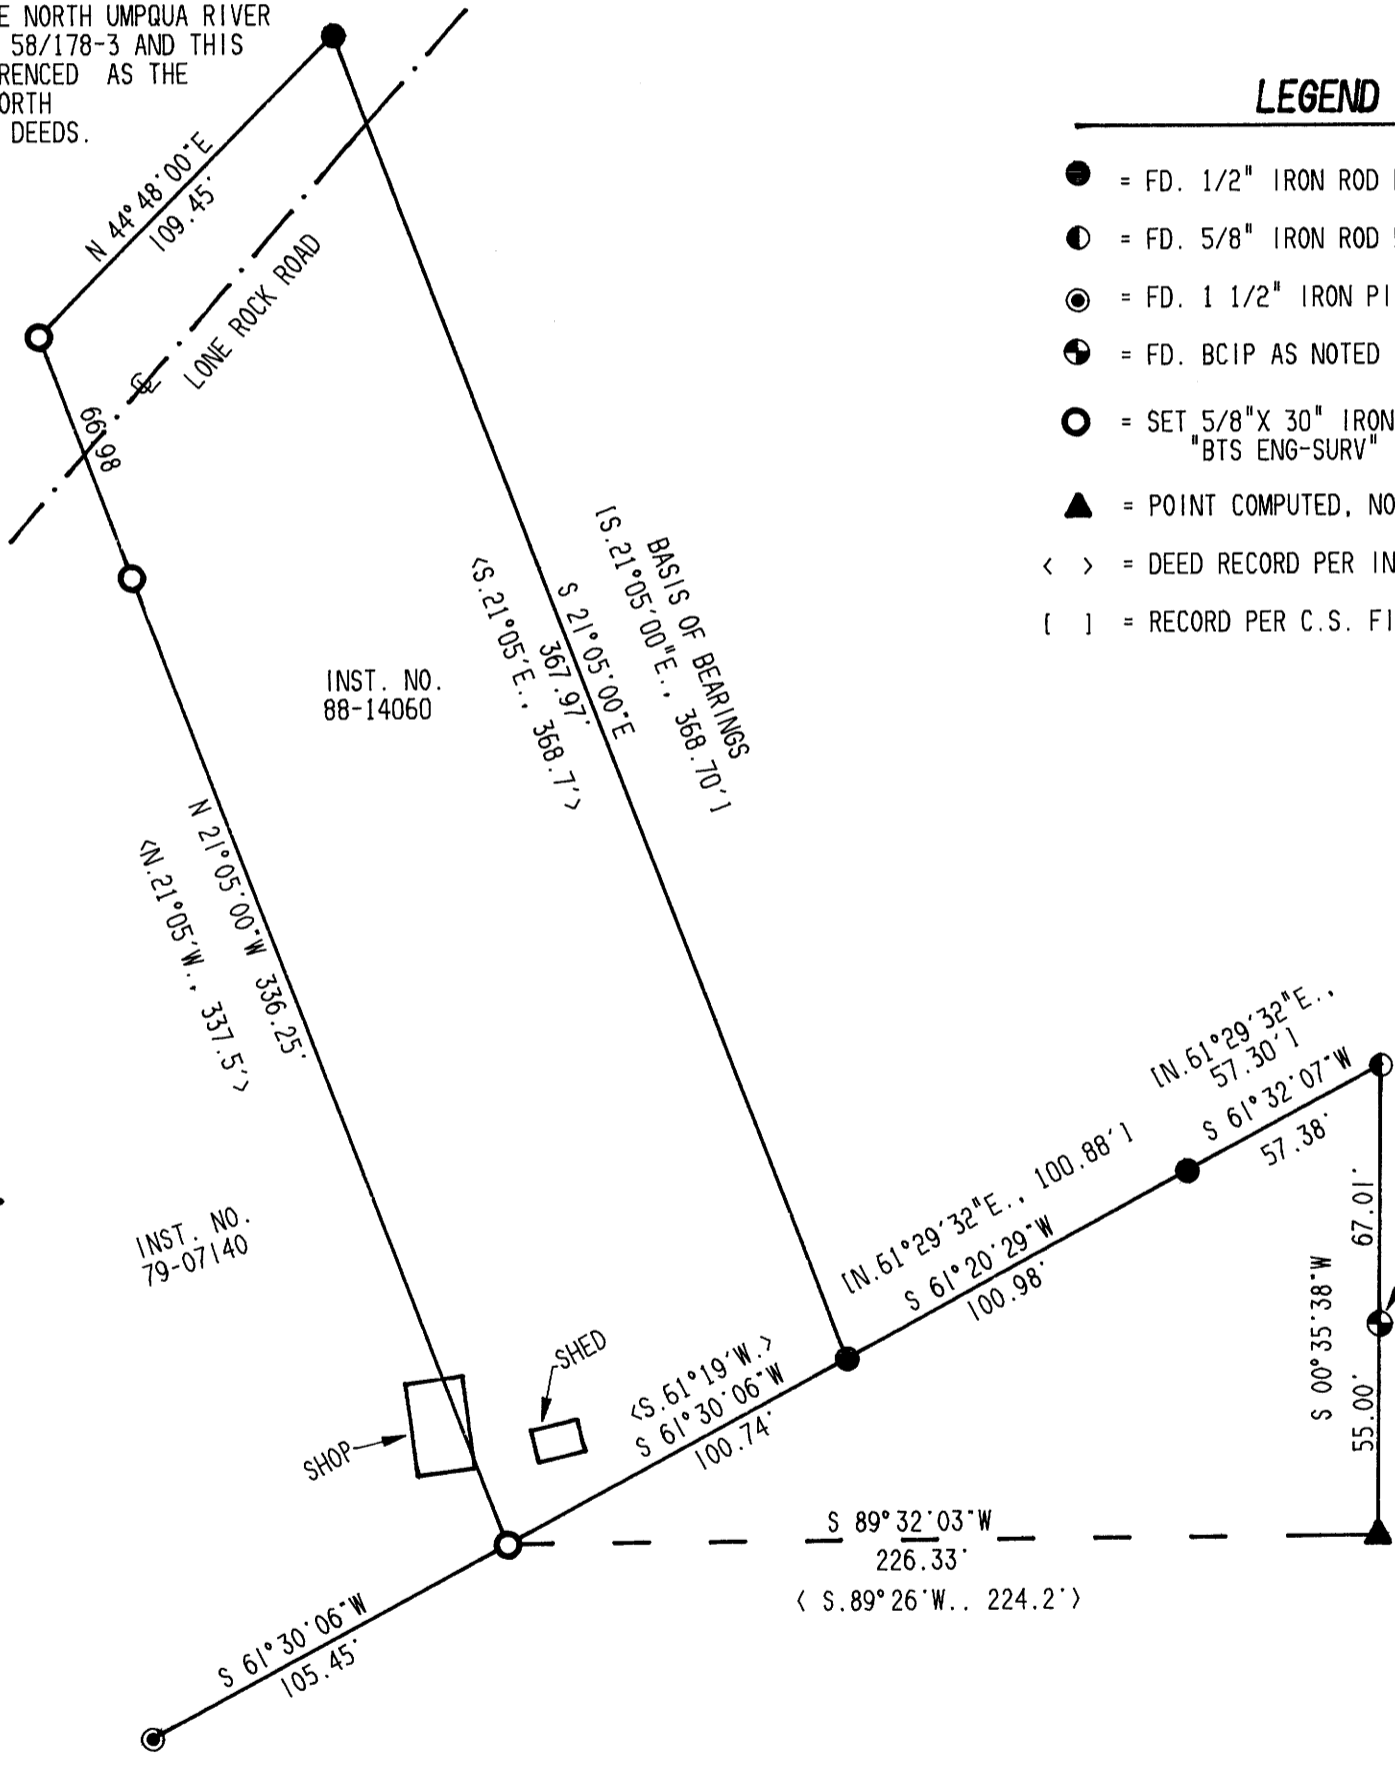 E NORTH UMPQUA RIVER
58/178-3 AND THIS
RENCED AS THE
ORTH
DEEDS.
LEGEND
= FD. 1/2" IRON ROD
= FD. 5/8" IRON ROD
= FD. 1 1/2" IRON PI
= FD. BCIP AS NOTED
= SET 5/8"X 30" IRON
"BTS ENG-SURV"
= POINT COMPUTED, NO
< > = DEED RECORD PER IN
[ ] = RECORD PER C.S. FI
N 44°48'00"E
109.45'
LONE ROCK ROAD
℄
66.98
BASIS OF BEARINGS
[S.21°05'00"E., 368.70']
S 21°05'00"E
367.97'
<S.21°05'E., 368.7'>
INST. NO.
88-14060
N 21°05'00"W 336.25'
<N.21°05'W., 337.5'>
INST. NO.
79-07140
[N.61°29'32"E.,
57.30']
S 61°32'07"W
57.38'
[N.61°29'32"E., 100.88']
S 61°20'29"W
100.98'
67.01'
S 00°35'38"W
55.00'
SHED
SHOP
<S.61°19'W.>
S 61°30'06"W
100.74'
S 89°32'03"W
226.33'
< S.89°26'W.. 224.2'>
S 61°30'06"W
105.45'